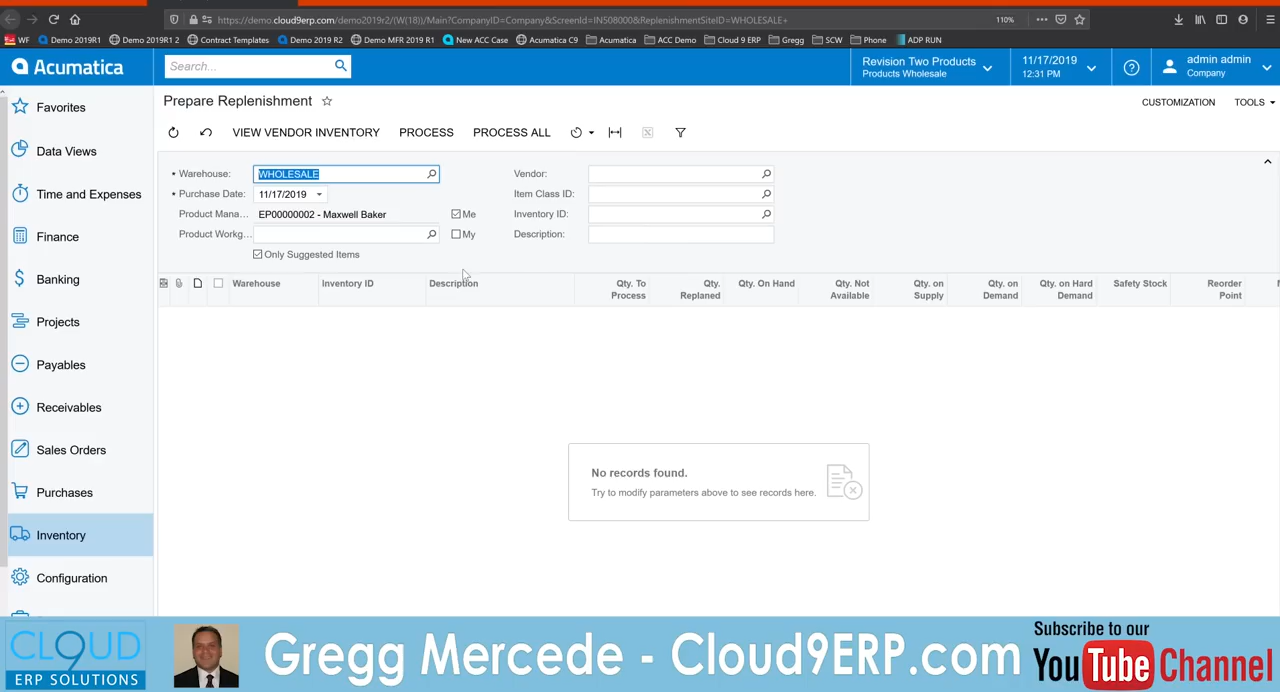 https://demo.cloud9erp.com/demo2019r2/(W(18))/Main?CompanyID=Company&ScreenId=IN508000&ReplenishmentSiteID=WHOLESALE+
110%
WF Demo 2019R1 Demo 2019R1 2 Contract Templates Demo 2019 R2 Demo MFR 2019 R1 New ACC Case Acumatica C9 Acumatica ACC Demo Cloud 9 ERP Gregg SCW Phone ADP RUN
Acumatica
Search...
Revision Two Products
Products Wholesale
11/17/2019
12:31 PM
?
admin admin
Company
Prepare Replenishment
CUSTOMIZATION TOOLS
VIEW VENDOR INVENTORY PROCESS PROCESS ALL
Favorites
Data Views
Time and Expenses
Finance
Banking
Projects
Payables
Receivables
Sales Orders
Purchases
Inventory
Configuration
Warehouse: WHOLESALE
Purchase Date: 11/17/2019
Product Mana... EP00000002 - Maxwell Baker Me
Product Workg... My
Only Suggested Items
Vendor:
Item Class ID:
Inventory ID:
Description:
Warehouse Inventory ID Description Qty. To Process Qty. Replaned Qty. On Hand Qty. Not Available Qty. on Supply Qty. on Demand Qty. on Hard Demand Safety Stock Reorder Point
No records found.
Try to modify parameters above to see records here.
CLOUD9
ERP SOLUTIONS
Gregg Mercede - Cloud9ERP.com
Subscribe to our
YouTube Channel